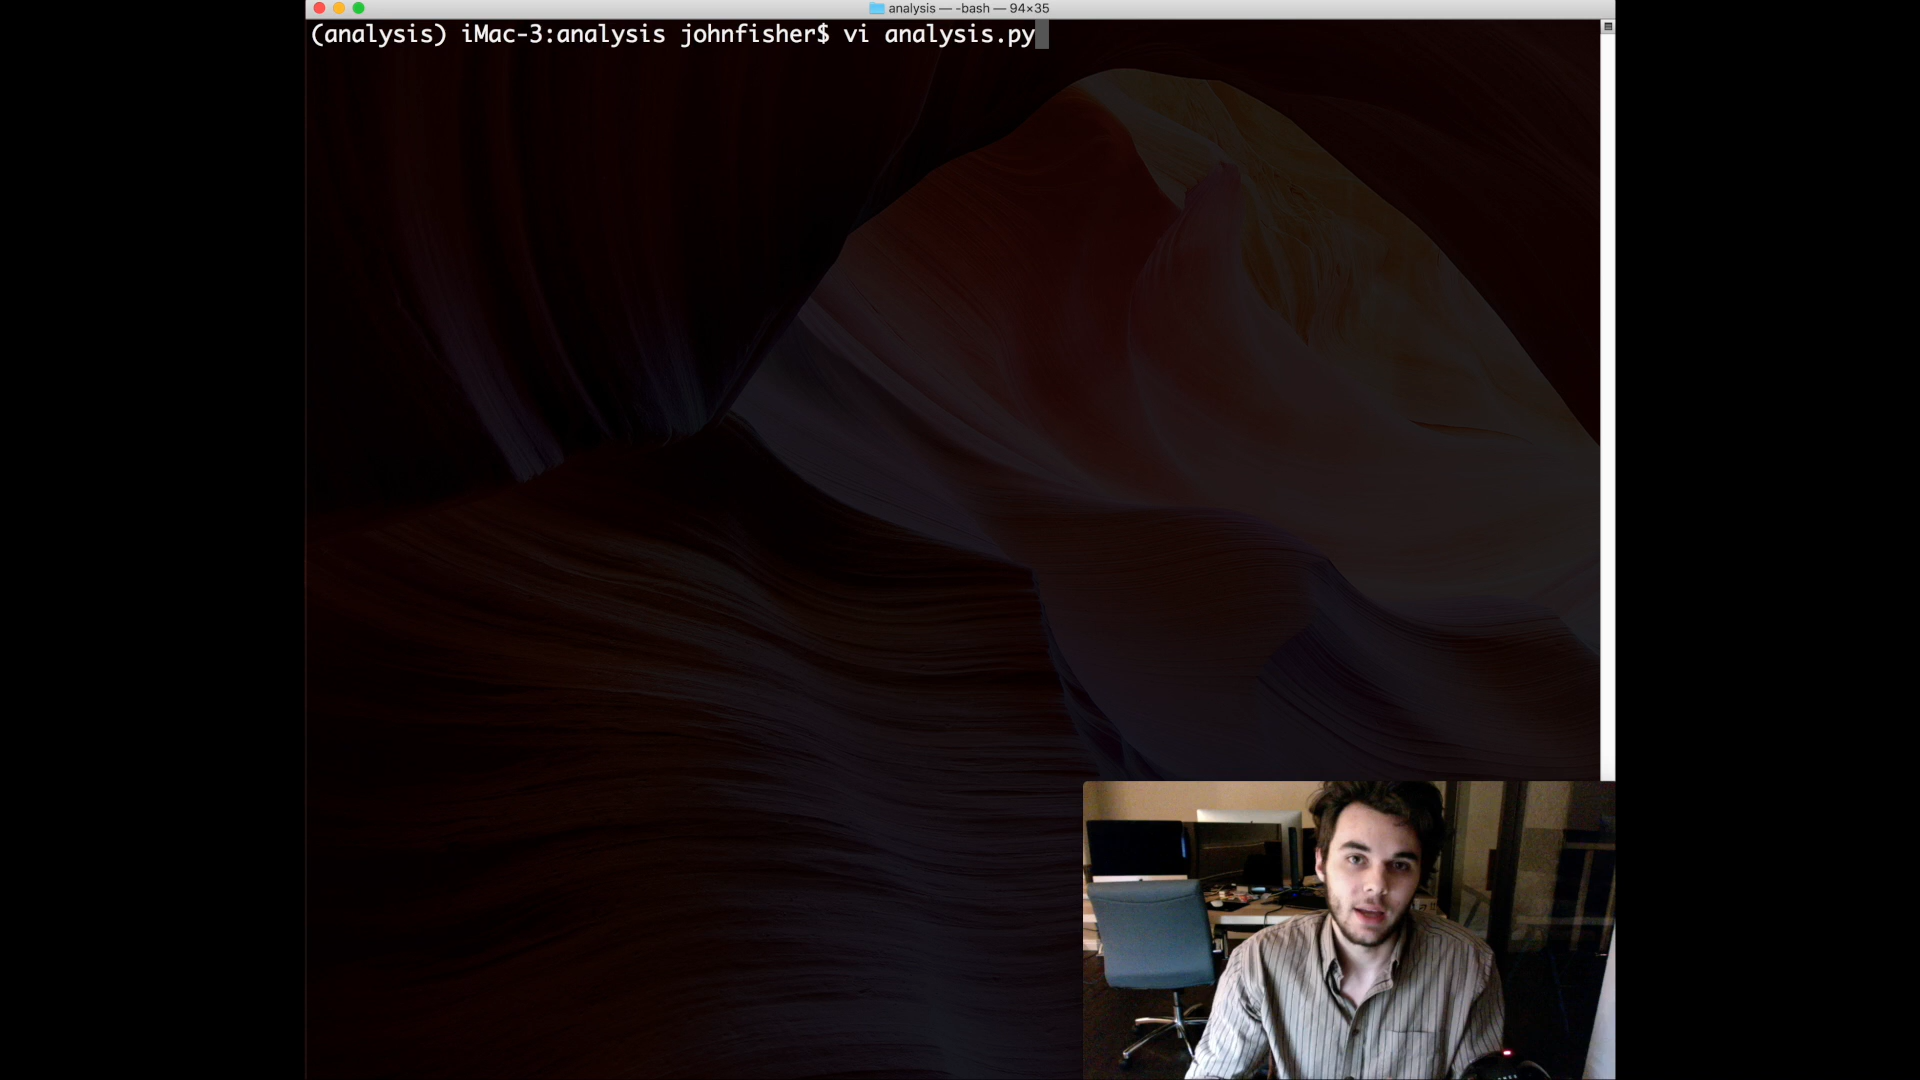 analysis — -bash — 94×35
(analysis) iMac-3:analysis johnfisher$ vi analysis.py